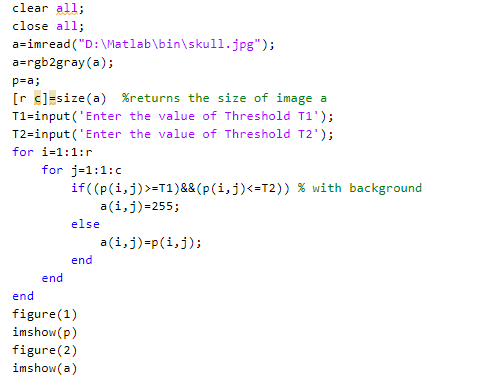 clear all;
close all;
a=imread("D:\Matlab\bin\skull.jpg");
a=rgb2gray(a);
p=a;
[r c]=size(a)  %returns the size of image a
T1=input('Enter the value of Threshold T1');
T2=input('Enter the value of Threshold T2');
for i=1:1:r
    for j=1:1:c
        if((p(i,j)>=T1)&&(p(i,j)<=T2)) % with background
            a(i,j)=255;
        else
            a(i,j)=p(i,j);
        end
    end
end
figure(1)
imshow(p)
figure(2)
imshow(a)